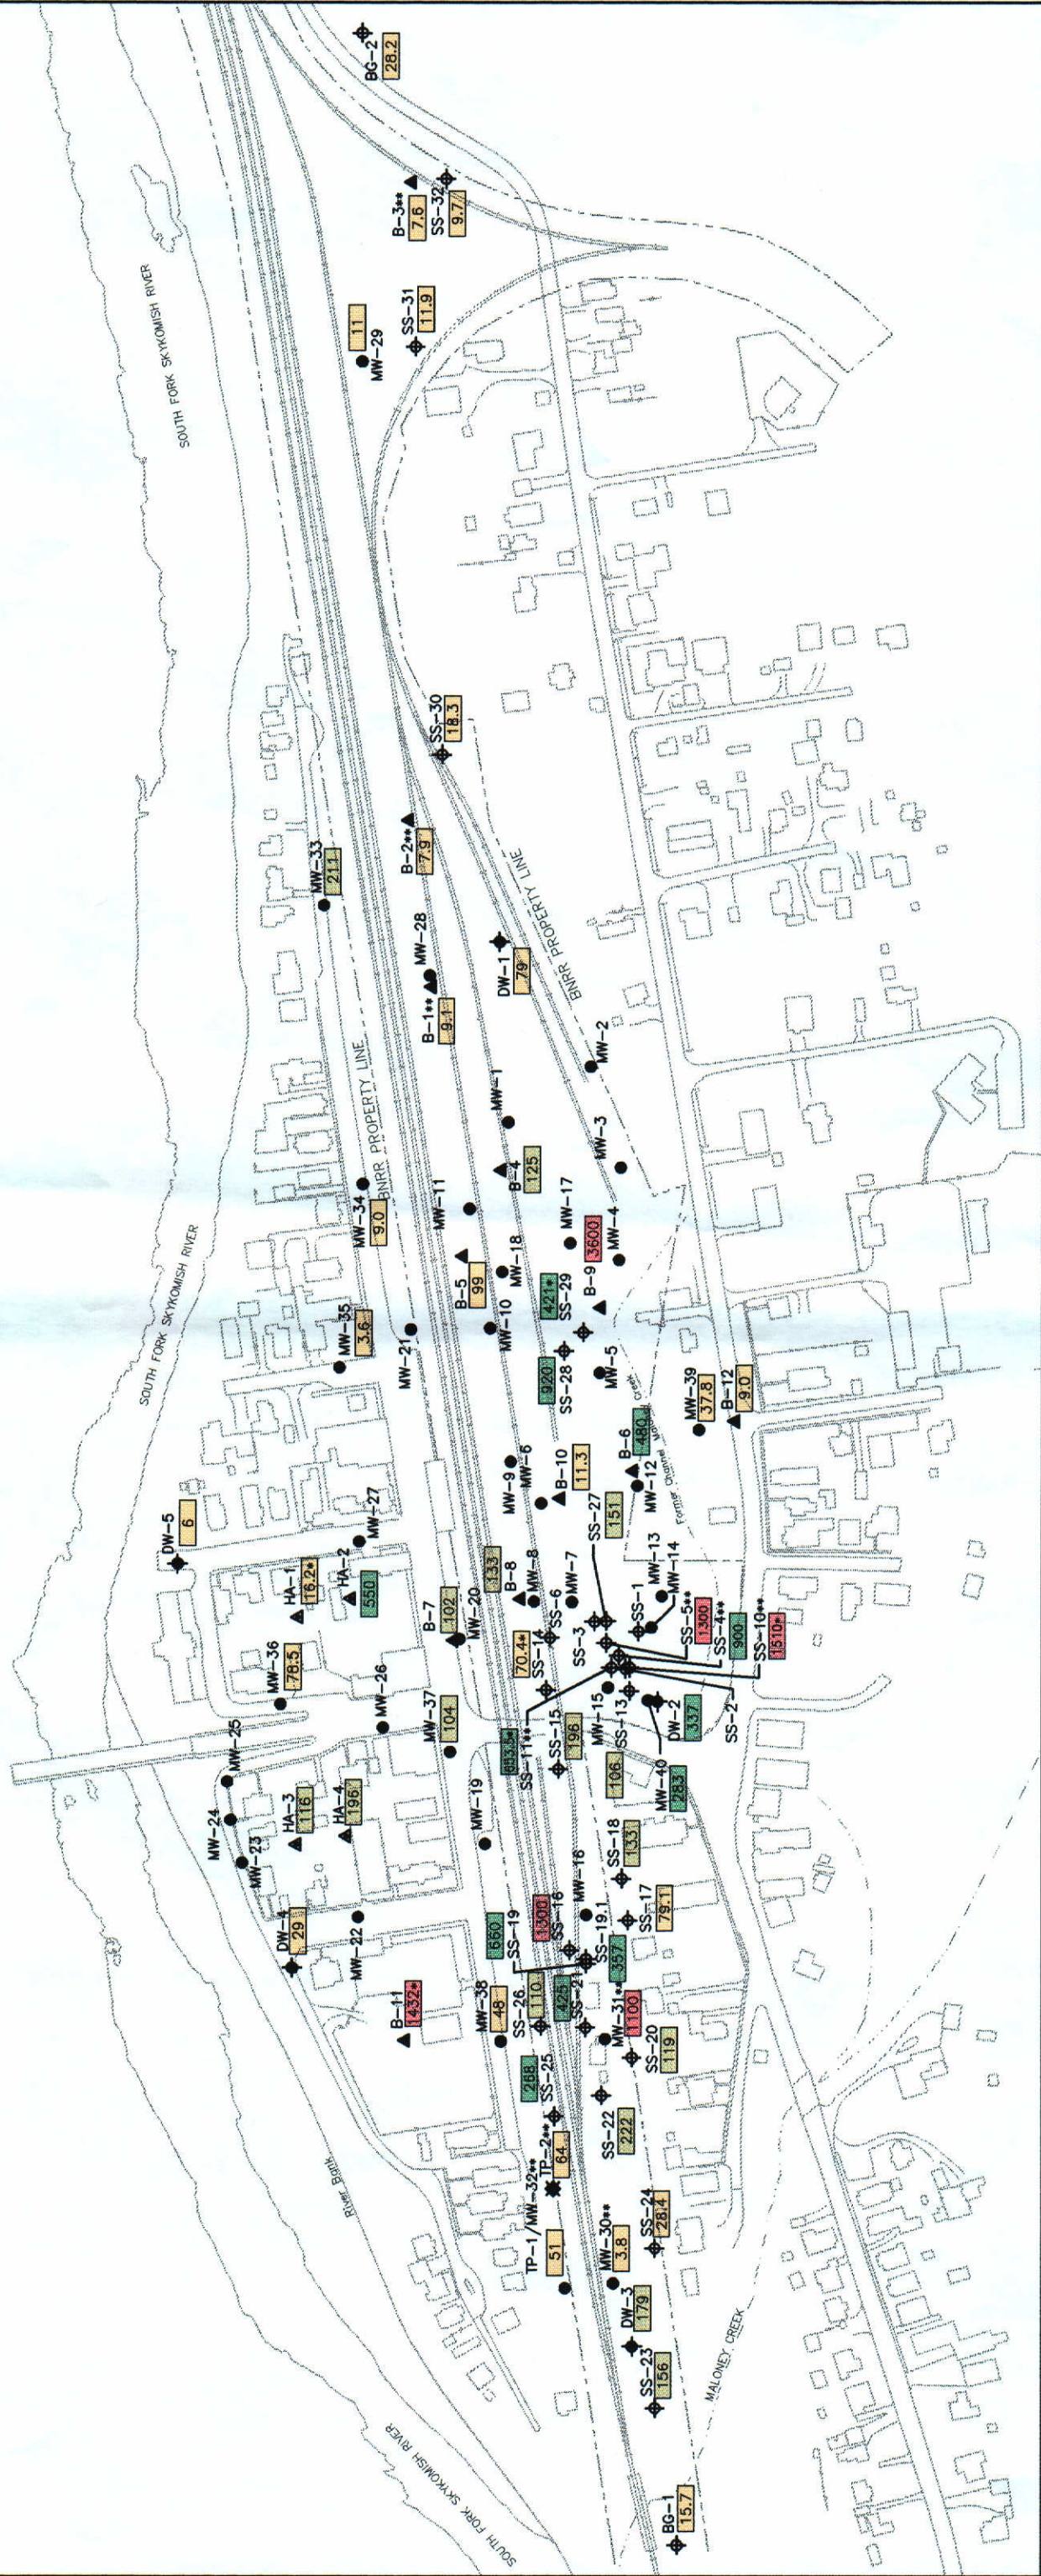 BG-2
28.2
B-3**
7.6
SS-32
9.7
SOUTH FORK SKYKOMISH RIVER
11
MW-29
SS-31
11.9
SS-30
18.3
MW-33
211
B-2**
7.9
MW-28
B-1**
9.1
DW-1
79
BNRR PROPERTY LINE
MW-2
BNRR PROPERTY LINE
MW-34
9.0
MW-11
MW-1
B-4
125
MW-3
SOUTH FORK SKYKOMISH RIVER
MW-35
3.6
MW-21
B-5
99
MW-10
MW-18
MW-17
421*
SS-29
B-9
3600
MW-4
920
SS-28
MW-5
MW-39
37.8
B-12
9.0
DW-5
6
HA-1
16.2*
HA-2
550
MW-27
MW-9
MW-6
B-10
11.3
B-6
480
MW-12
Former Channel
SS-27
151
B-7
102
MW-20
133
B-8
MW-8
MW-7
SS-6
SS-3
SS-1
MW-13
MW-14
SS-5**
1300
SS-4**
900
SS-10**
1510*
MW-36
78.5
MW-26
MW-37
104
70.4*
SS-14
SS-11**
SS-15
196
MW-15
SS-13
106
DW-2
337
SS-2
MW-40
293
MW-25
MW-24
MW-23
HA-3
116
HA-4
195
MW-19
DW-4
29
MW-22
B-11
1432*
MW-38
48
660
SS-19
1300
SS-16
MW-16
SS-19.1
357
SS-18
133
SS-17
79.1
SS-26
110
425
SS-21
MW-31**
1100
SS-20
119
268
SS-25
SS-22
222
River Bank
TP-1/MW-32**
51
TP-2**
64
MW-30**
3.8
SS-24
28.4
DW-3
179
SS-23
156
MALONEY CREEK
SOUTH FORK SKYKOMISH RIVER
BG-1
15.7